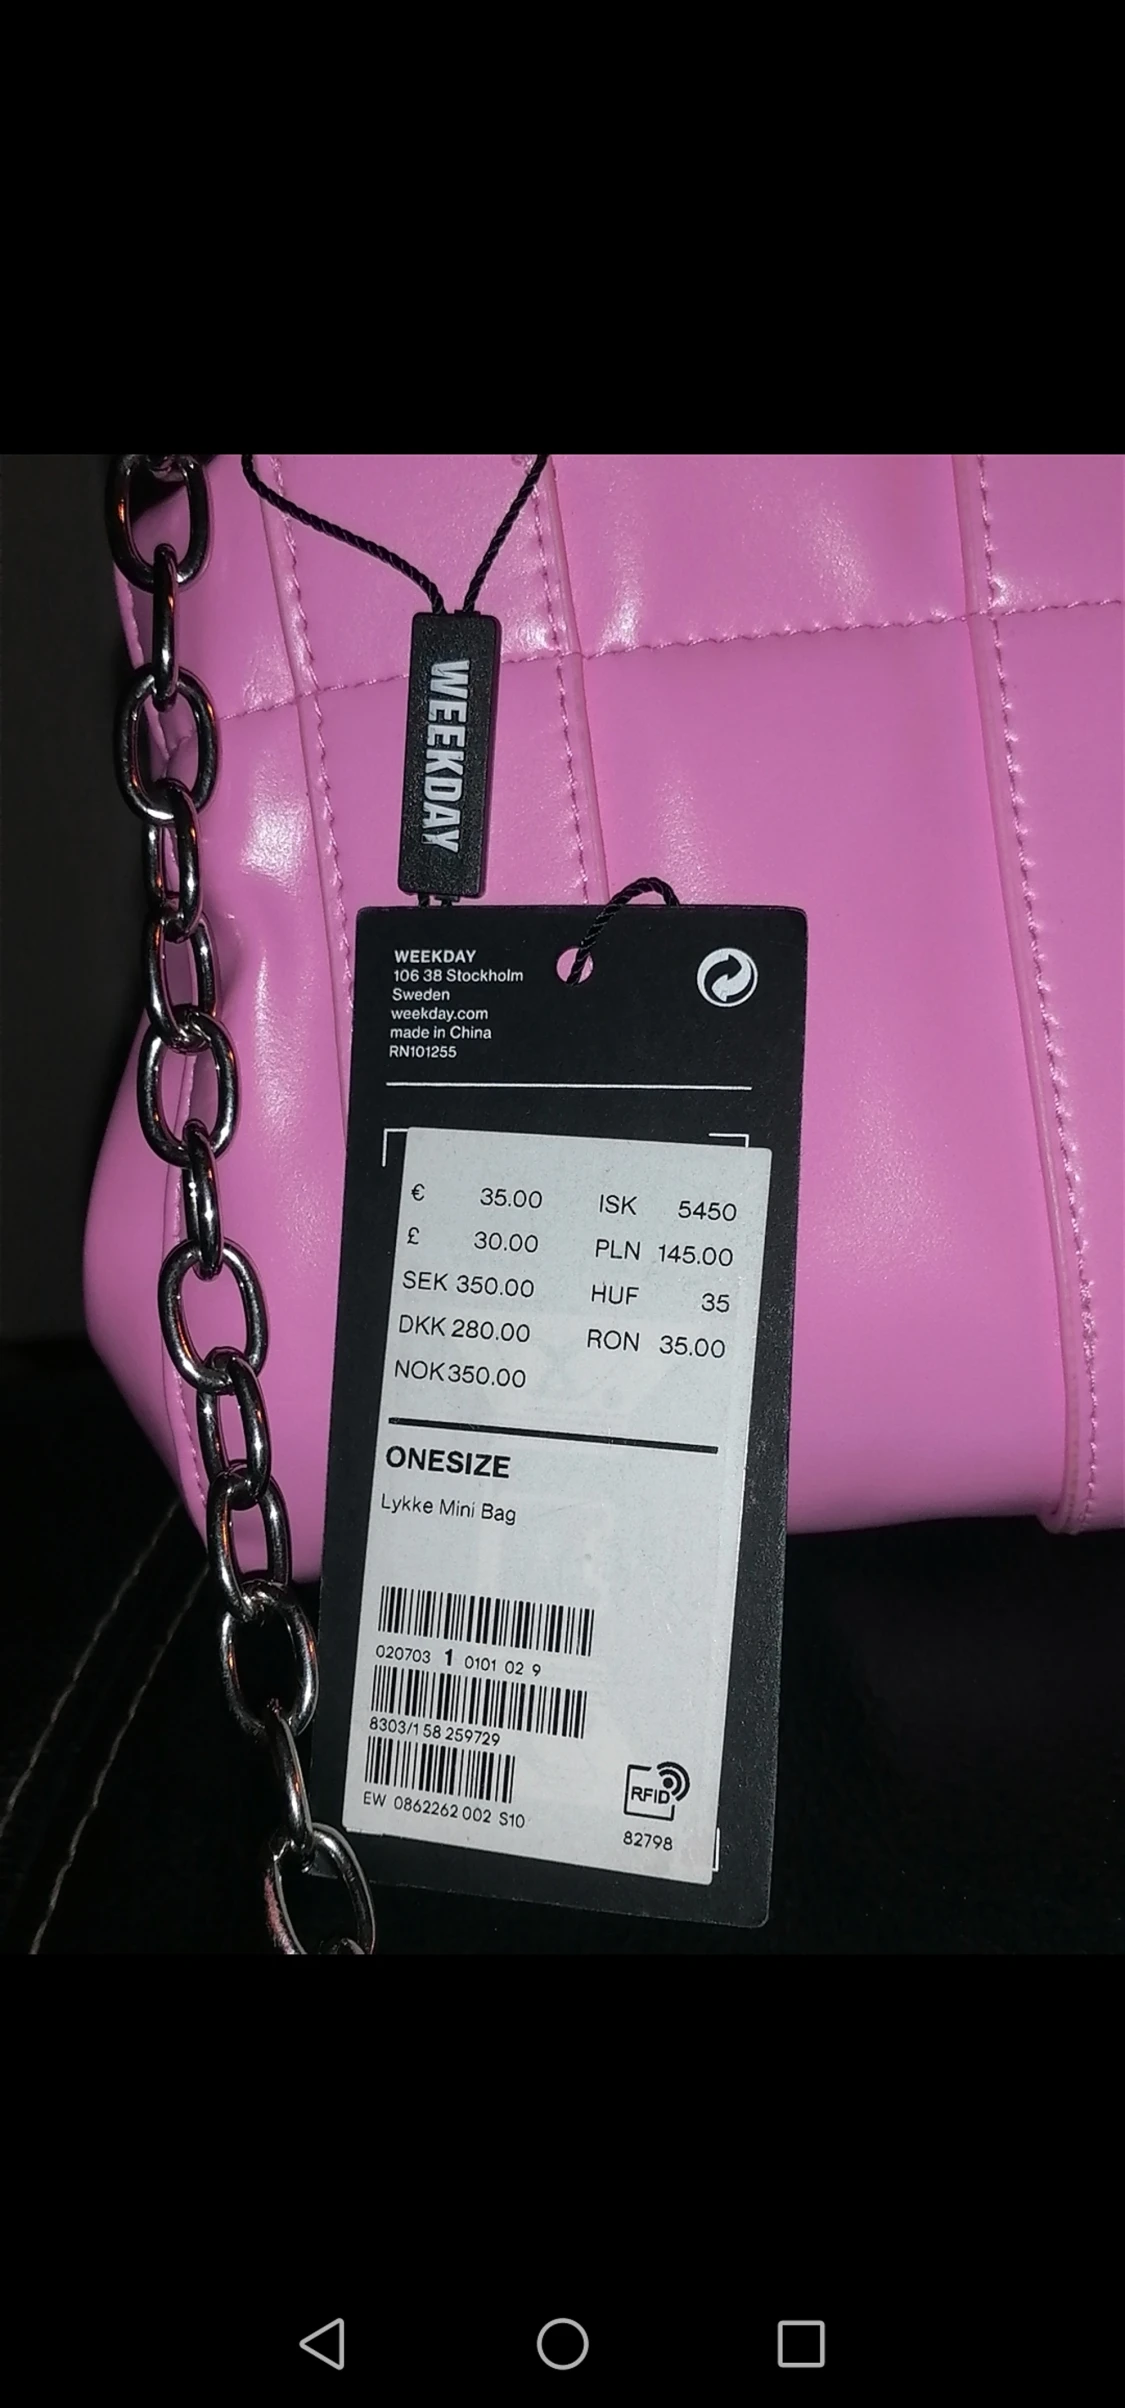 WEEKDAY
WEEKDAY
106 38 Stockholm
Sweden
weekday.com
made in China
RN101255
€ 35.00 ISK 5450
£ 30.00 PLN 145.00
SEK 350.00 HUF 35
DKK 280.00 RON 35.00
NOK 350.00
ONESIZE
Lykke Mini Bag
020703 1 0101 02 9
8303/1 58 259729
EW 0862262 002 S10
RFID
82798